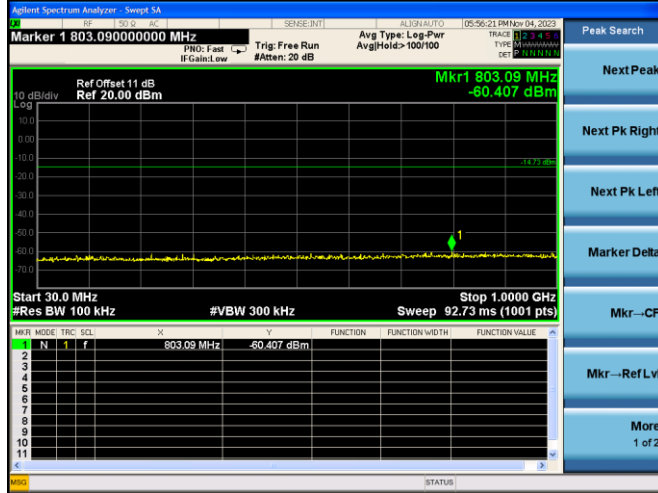 Agilent Spectrum Analyzer - Swept SA
RF 50 Ω AC SENSE:INT ALIGN AUTO 05:56:21 PM Nov 04, 2023
Marker 1 803.090000000 MHz
PNO: Fast
IFGain:Low
Trig: Free Run
#Atten: 20 dB
Avg Type: Log-Pwr
Avg|Hold:> 100/100
TRACE 1 2 3 4 5 6
TYPE M
DET P N N N N N
Peak Search
Next Peak
Next Pk Right
Next Pk Left
Marker Delta
Mkr→CF
Mkr→Ref Lvl
More
1 of 2
Ref Offset 11 dB
10 dB/div Ref 20.00 dBm
Log
Mkr1 803.09 MHz
-60.407 dBm
10.0
0.00
-10.0
-14.73 dBm
-20.0
-30.0
-40.0
-50.0
1
-60.0
-70.0
Start 30.0 MHz Stop 1.0000 GHz
#Res BW 100 kHz #VBW 300 kHz Sweep 92.73 ms (1001 pts)
MKR MODE TRC SCL X Y FUNCTION FUNCTION WIDTH FUNCTION VALUE
1 N 1 f 803.09 MHz -60.407 dBm
2
3
4
5
6
7
8
9
10
11
MSG STATUS